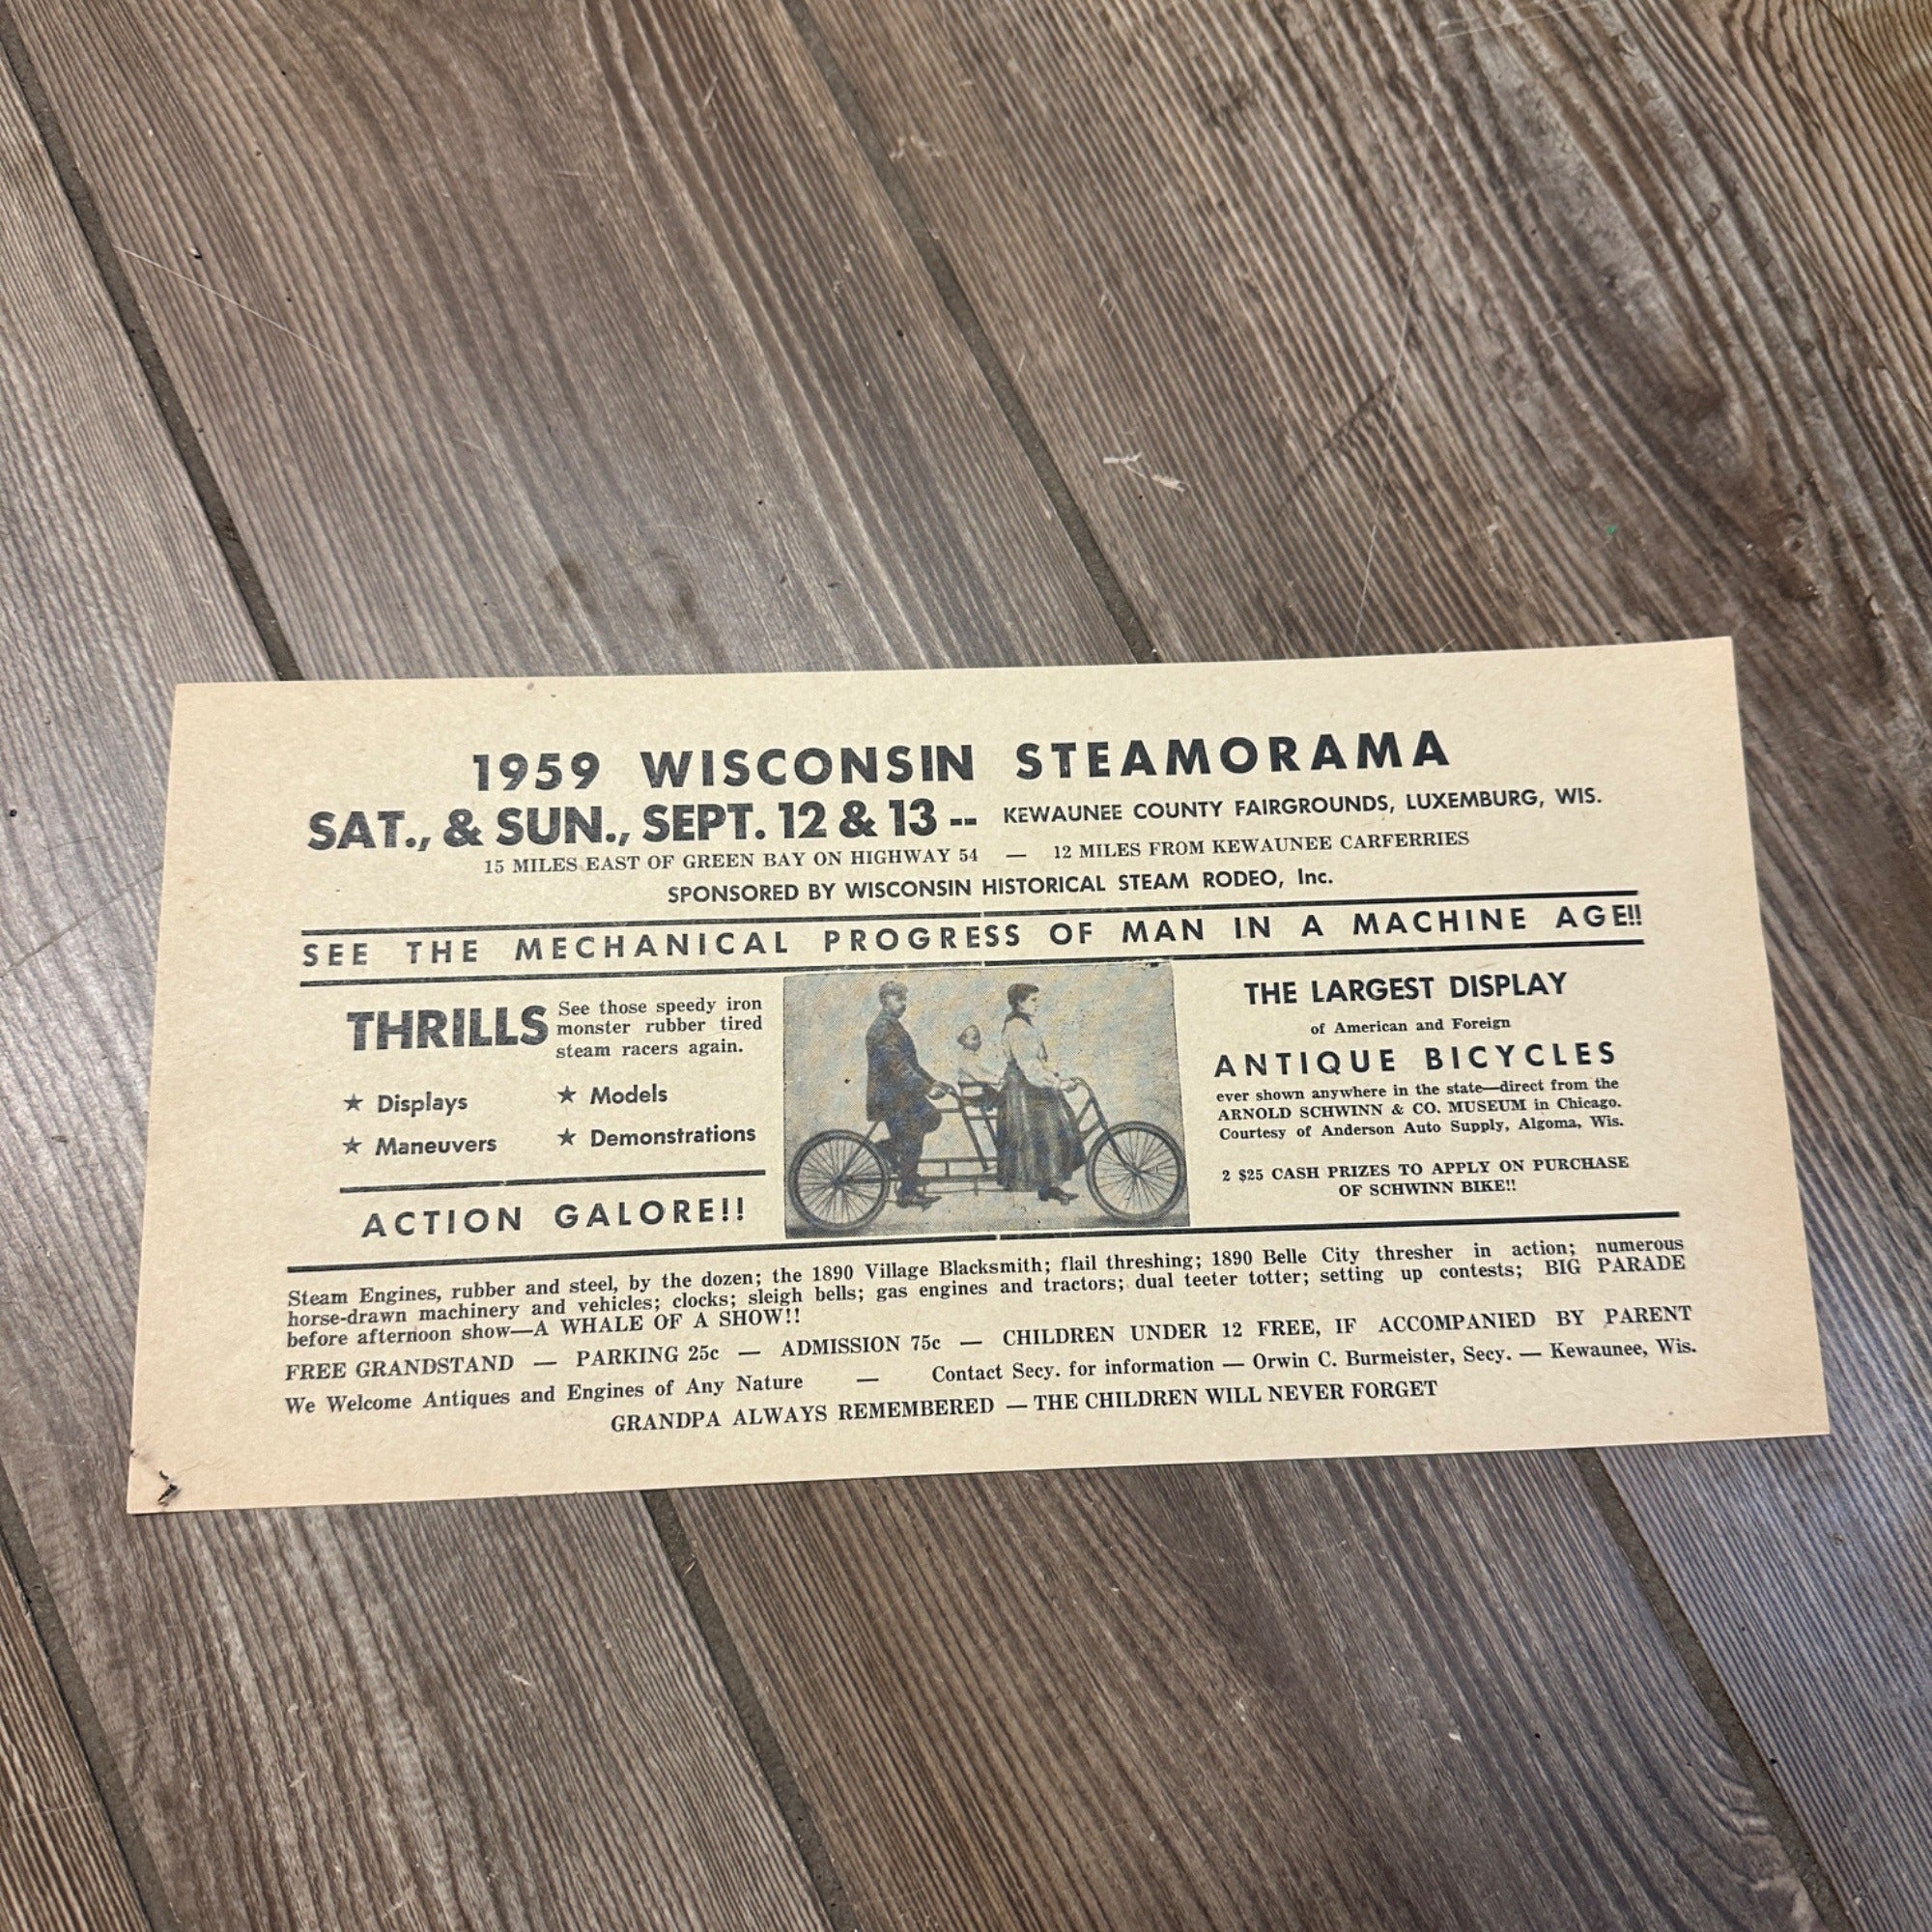 1959 WISCONSIN STEAMORAMA
SAT., & SUN., SEPT. 12 & 13 -- KEWAUNEE COUNTY FAIRGROUNDS, LUXEMBURG, WIS.
15 MILES EAST OF GREEN BAY ON HIGHWAY 54 — 12 MILES FROM KEWAUNEE CARFERRIES
SPONSORED BY WISCONSIN HISTORICAL STEAM RODEO, Inc.
SEE THE MECHANICAL PROGRESS OF MAN IN A MACHINE AGE!!
THRILLS
See those speedy iron
monster rubber tired
steam racers again.
★ Displays ★ Models
★ Maneuvers ★ Demonstrations
ACTION GALORE!!
THE LARGEST DISPLAY
of American and Foreign
ANTIQUE BICYCLES
ever shown anywhere in the state—direct from the
ARNOLD SCHWINN & CO. MUSEUM in Chicago.
Courtesy of Anderson Auto Supply, Algoma, Wis.
2 $25 CASH PRIZES TO APPLY ON PURCHASE
OF SCHWINN BIKE!!
Steam Engines, rubber and steel, by the dozen; the 1890 Village Blacksmith; flail threshing; 1890 Belle City thresher in action; numerous
horse-drawn machinery and vehicles; clocks; sleigh bells; gas engines and tractors; dual teeter totter; setting up contests; BIG PARADE
before afternoon show—A WHALE OF A SHOW!!
FREE GRANDSTAND — PARKING 25c — ADMISSION 75c — CHILDREN UNDER 12 FREE, IF ACCOMPANIED BY PARENT
We Welcome Antiques and Engines of Any Nature — Contact Secy. for information — Orwin C. Burmeister, Secy. — Kewaunee, Wis.
GRANDPA ALWAYS REMEMBERED — THE CHILDREN WILL NEVER FORGET